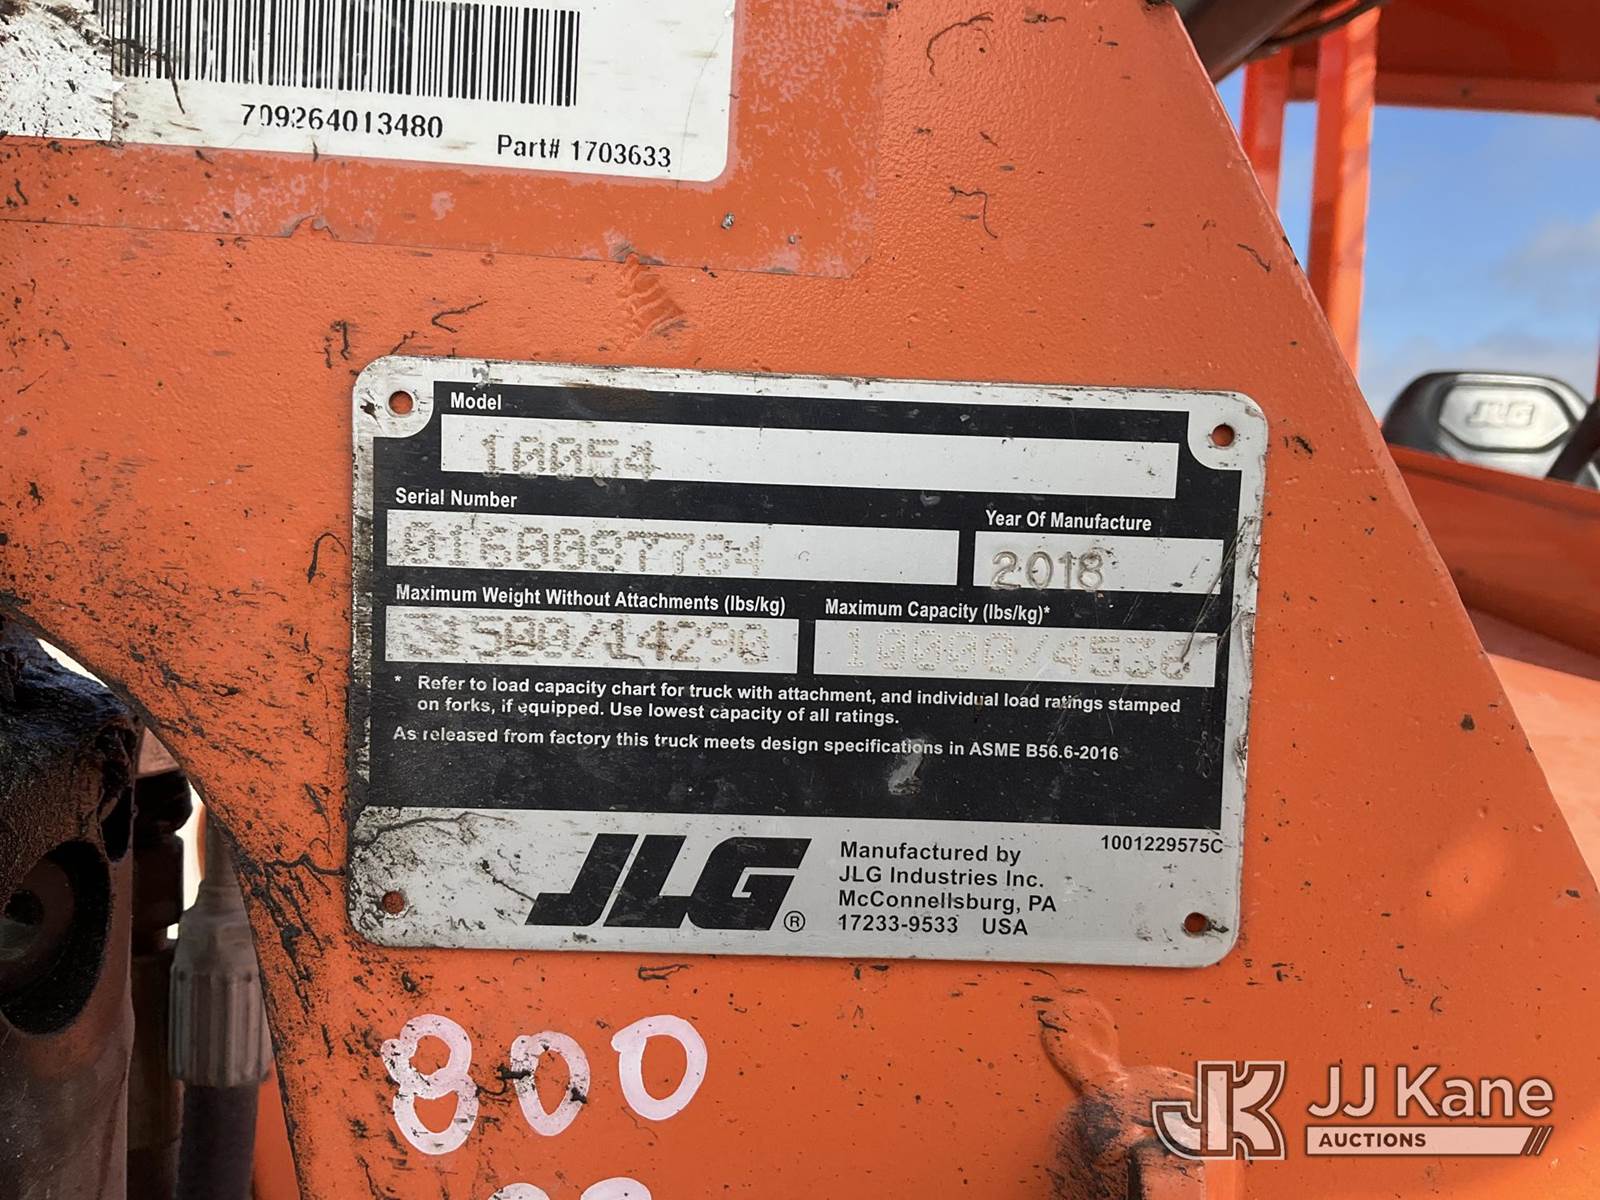 709264013480
Part# 1703633
JLG
Model
10054
Serial Number
Year Of Manufacture
2018
Maximum Weight Without Attachments (lbs/kg)
Maximum Capacity (lbs/kg)*
31500/14290
10000/4536
* Refer to load capacity chart for truck with attachment, and individual load ratings stamped
on forks, if equipped. Use lowest capacity of all ratings.
As released from factory this truck meets design specifications in ASME B56.6-2016
1001229575C
JLG®
Manufactured by
JLG Industries Inc.
McConnellsburg, PA
17233-9533 USA
800
JK JJ Kane
AUCTIONS